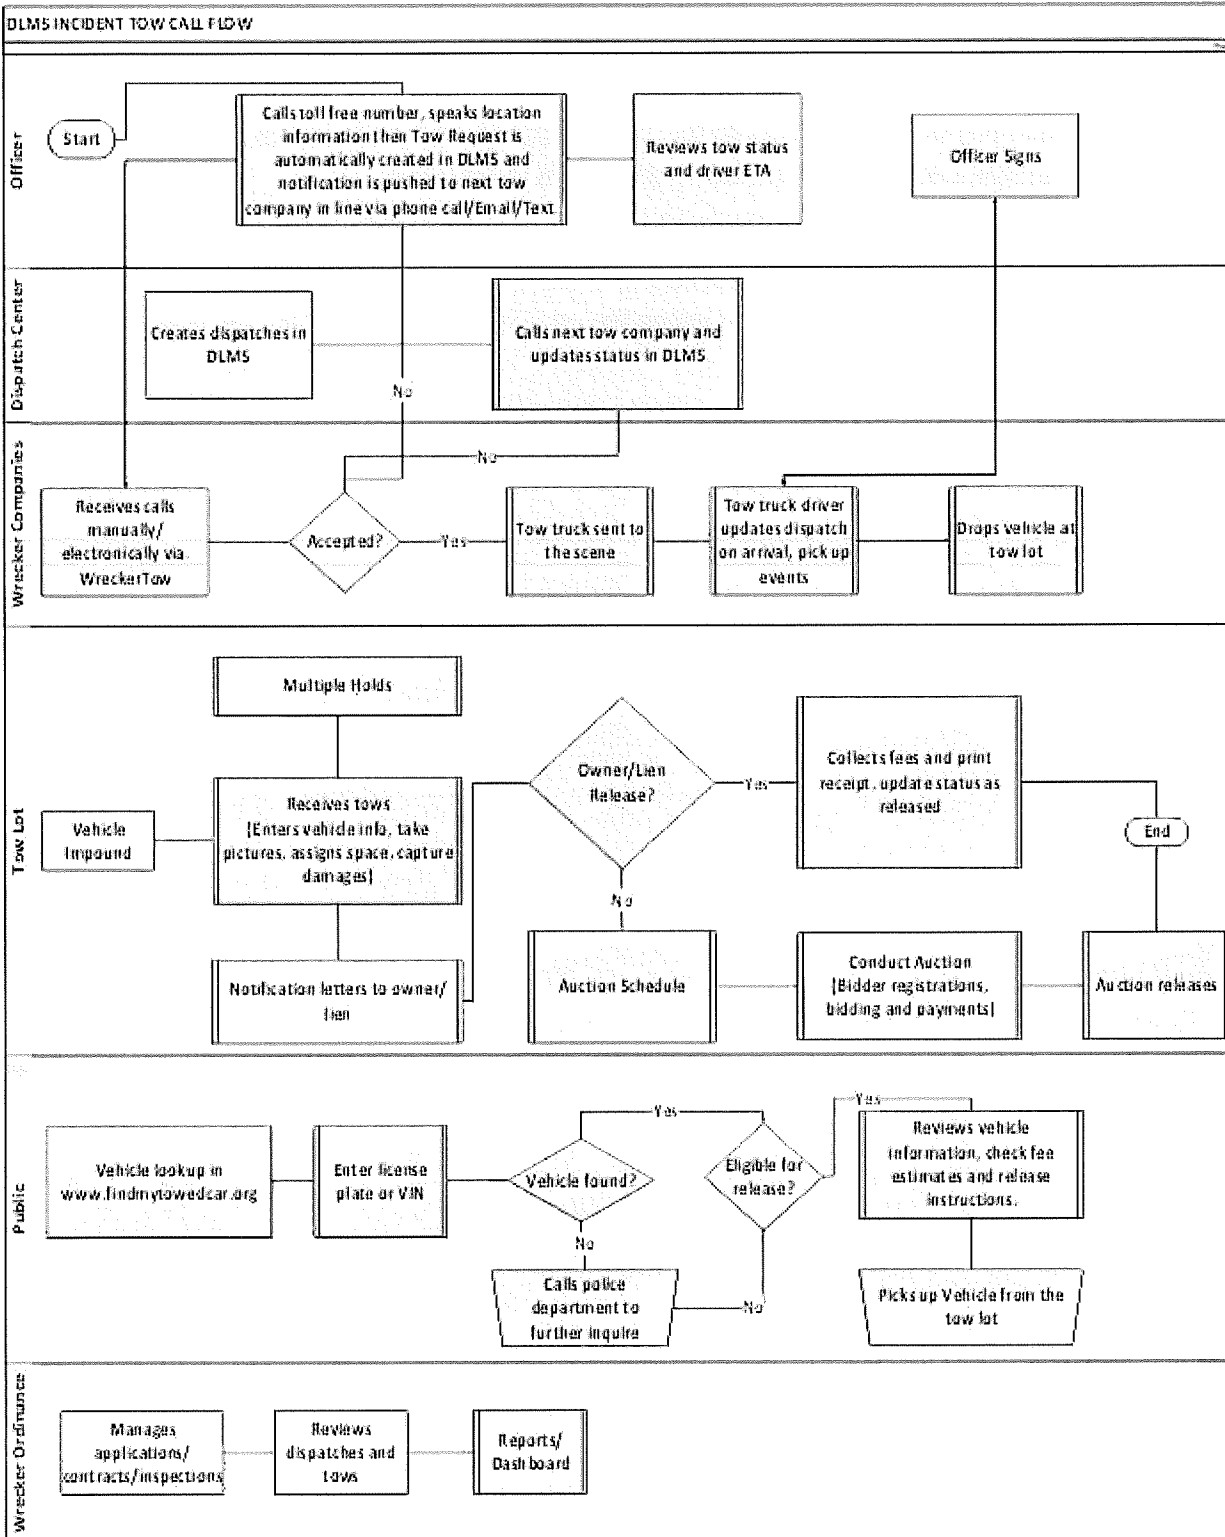 DLMS INCIDENT TOW CALL FLOW
Officer
Start
Calls toll free number, speaks location
information then Tow Request is
automatically created in DLMS and
notification is pushed to next tow
company in line via phone call/Email/Text
Reviews tow status
and driver ETA
Officer Signs
Dispatch Center
Creates dispatches in
DLMS
Calls next tow company and
updates status in DLMS
No
No
Wrecker Companies
Receives calls
manually/
electronically via
WreckerTow
Accepted?
Yes
Tow truck sent to
the scene
Tow truck driver
updates dispatch
on arrival, pick up
events
Drops vehicle at
tow lot
Tow Lot
Multiple Holds
Vehicle
Impound
Receives tows
(Enters vehicle info, take
pictures, assigns space, capture
damages)
Notification letters to owner/
lien
Owner/Lien
Release?
Yes
No
Collects fees and print
receipt, update status as
released
End
Auction Schedule
Conduct Auction
(Bidder registrations,
bidding and payments)
Auction releases
Public
Vehicle lookup in
www.findmytowedcar.org
Enter license
plate or VIN
Vehicle found?
Yes
No
Calls police
department to
further inquire
Eligible for
release?
No
Yes
Reviews vehicle
information, check fee
estimates and release
instructions.
Picks up Vehicle from the
tow lot
Wrecker Ordinance
Manages
applications/
contracts/inspections
Reviews
dispatches and
tows
Reports/
Dashboard